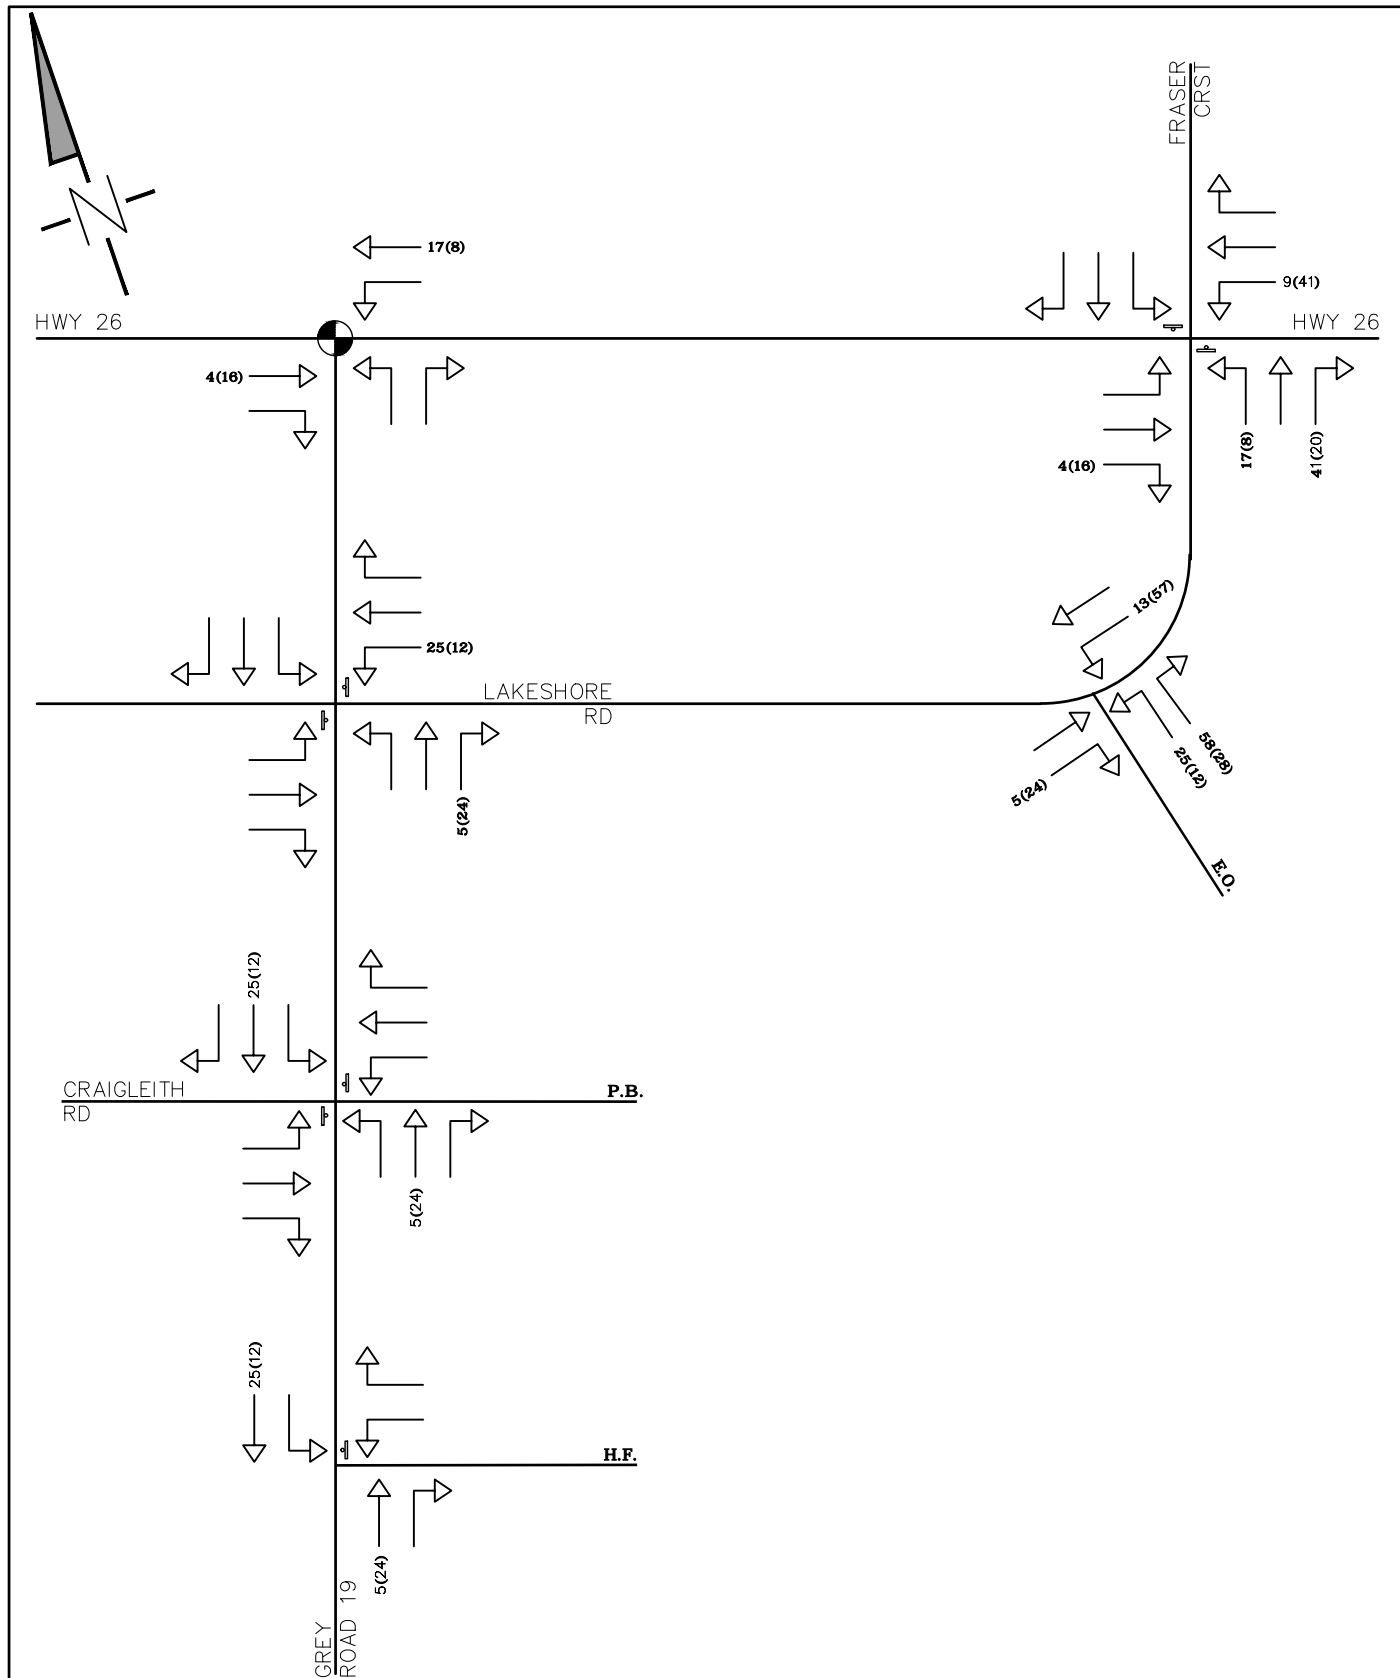 FRASER
CRST
17(8)
9(41)
HWY 26
HWY 26
4(16)
17(8)
41(20)
4(16)
13(57)
25(12)
LAKESHORE
RD
58(28)
25(12)
5(24)
5(24)
E.O.
25(12)
CRAIGLEITH
RD
P.B.
5(24)
25(12)
H.F.
5(24)
GREY
ROAD 19
N